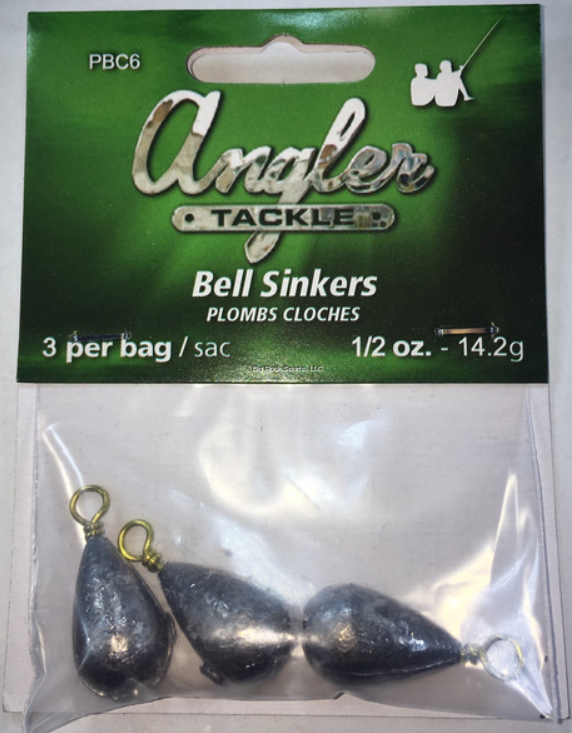 PBC6
Angler
TACKLE
Bell Sinkers
PLOMBS CLOCHES
3 per bag / sac 1/2 oz. - 14.2g